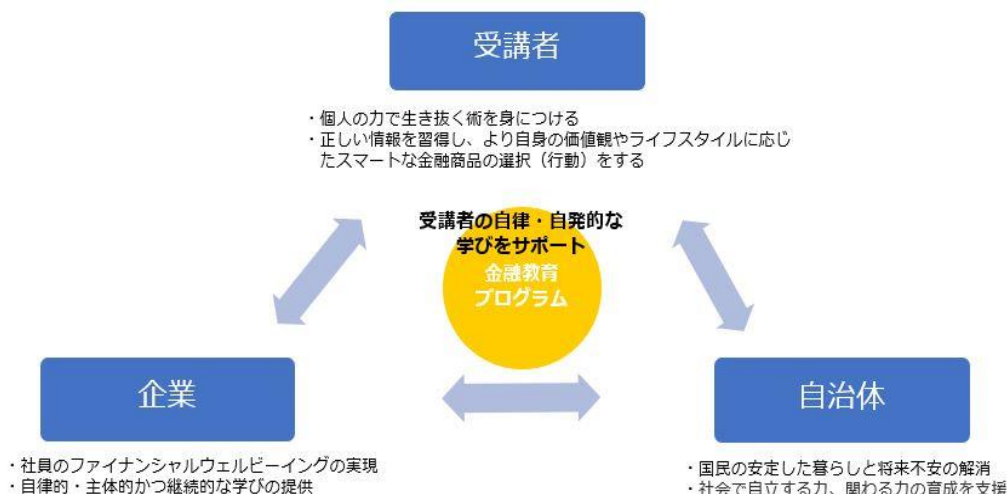 受講者
・個人の力で生き抜く術を身につける
・正しい情報を習得し、より自身の価値観やライフスタイルに応じ
たスマートな金融商品の選択（行動）をする
受講者の自律・自発的な
学びをサポート
金融教育
プログラム
企業
・社員のファイナンシャルウェルビーイングの実現
・自律的・主体的かつ継続的な学びの提供
自治体
・国民の安定した暮らしと将来不安の解消
・社会で自立する力、関わる力の育成を支援